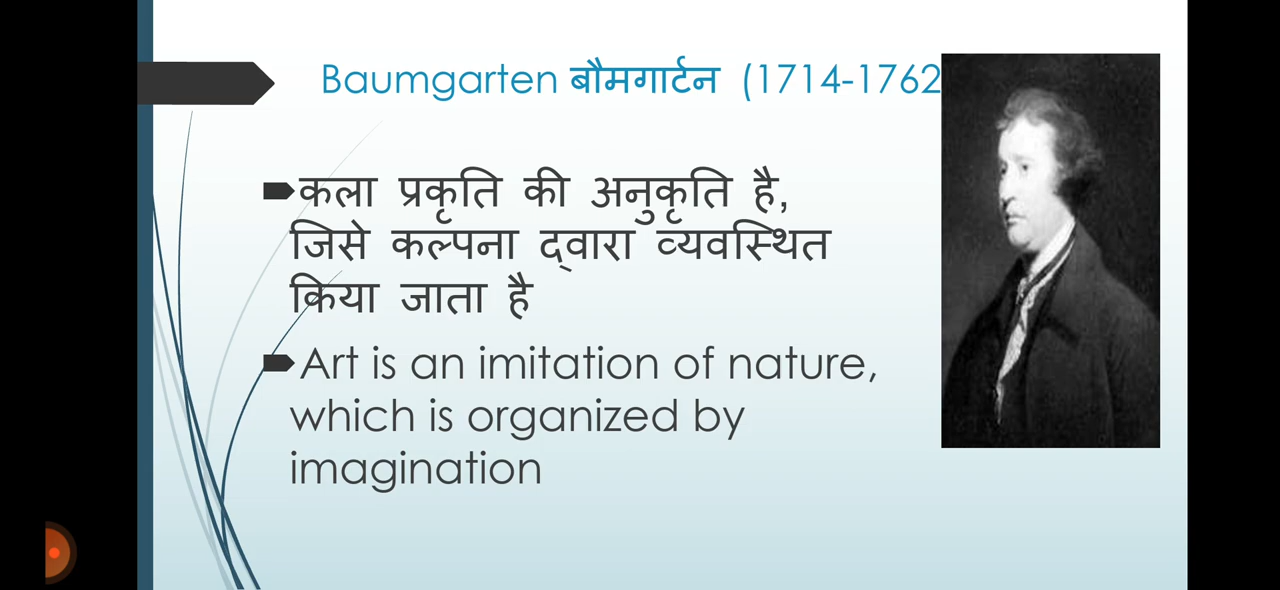 Baumgarten बौमगार्टन (1714-1762
कला प्रकृति की अनुकृति है,
जिसे कल्पना द्वारा व्यवस्थित
किया जाता है
Art is an imitation of nature,
which is organized by
imagination